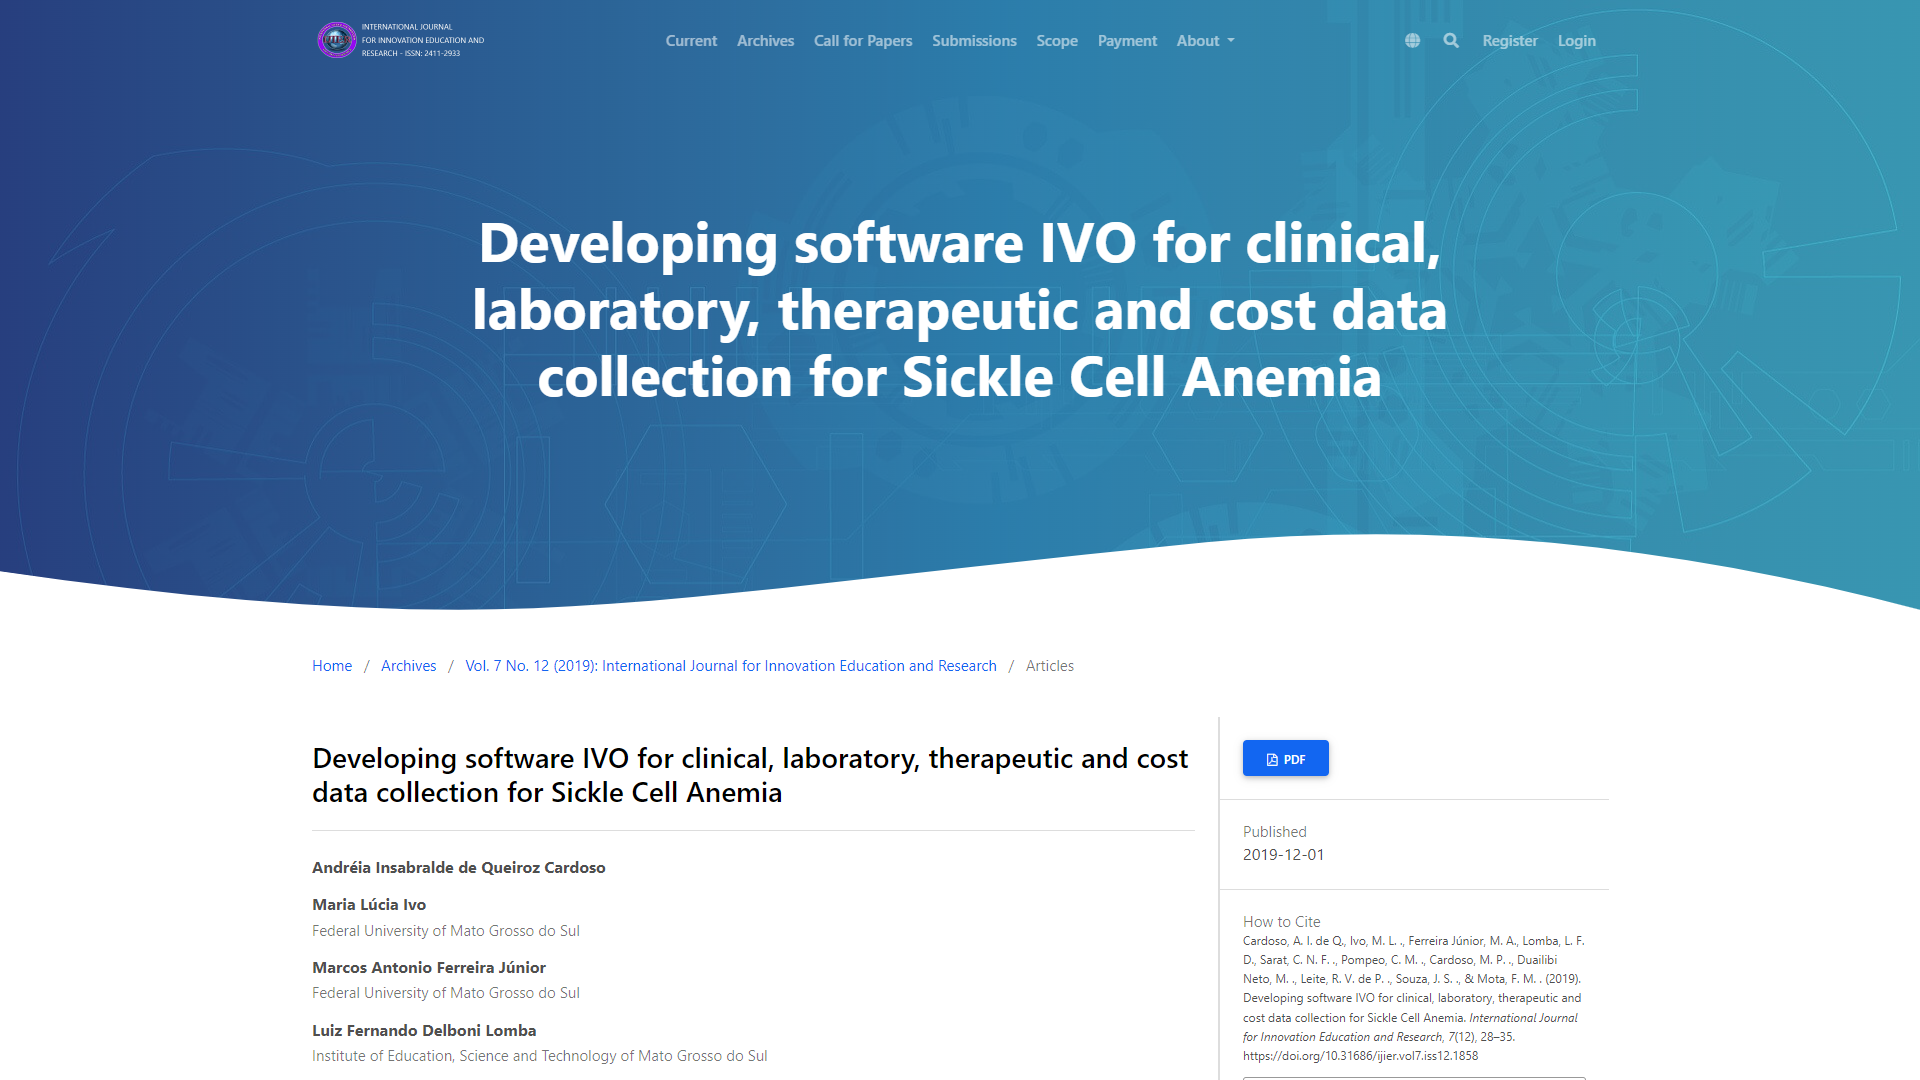 INTERNATIONAL JOURNAL
FOR INNOVATION EDUCATION AND
RESEARCH - ISSN: 2411-2933
Current Archives Call for Papers Submissions Scope Payment About
Register Login
Developing software IVO for clinical,
laboratory, therapeutic and cost data
collection for Sickle Cell Anemia
Home / Archives / Vol. 7 No. 12 (2019): International Journal for Innovation Education and Research / Articles
Developing software IVO for clinical, laboratory, therapeutic and cost
data collection for Sickle Cell Anemia
Andréia Insabralde de Queiroz Cardoso
Maria Lúcia Ivo
Federal University of Mato Grosso do Sul
Marcos Antonio Ferreira Júnior
Federal University of Mato Grosso do Sul
Luiz Fernando Delboni Lomba
Institute of Education, Science and Technology of Mato Grosso do Sul
PDF
Published
2019-12-01
How to Cite
Cardoso, A. I. de Q., Ivo, M. L. ., Ferreira Júnior, M. A., Lomba, L. F.
D., Sarat, C. N. F. ., Pompeo, C. M. ., Cardoso, M. P. ., Duailibi
Neto, M. ., Leite, R. V. de P. ., Souza, J. S. ., & Mota, F. M. . (2019).
Developing software IVO for clinical, laboratory, therapeutic and
cost data collection for Sickle Cell Anemia. International Journal
for Innovation Education and Research, 7(12), 28–35.
https://doi.org/10.31686/ijier.vol7.iss12.1858